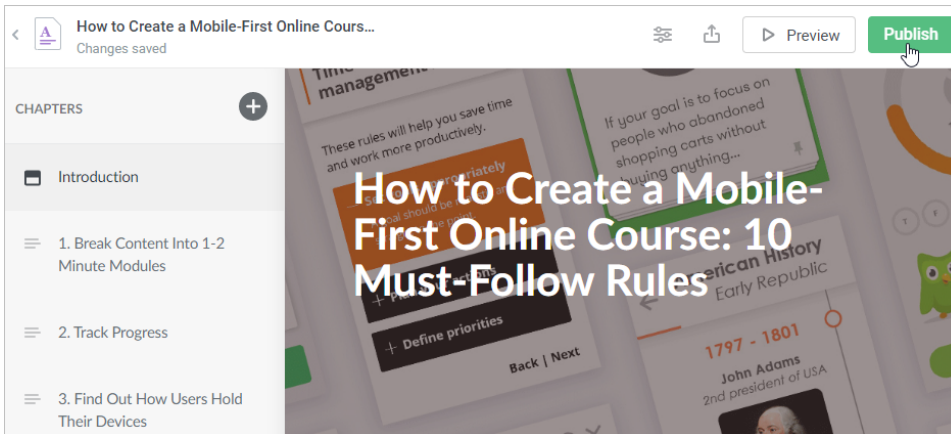 How to Create a Mobile-First Online Cours...
Changes saved
Preview
Publish
CHAPTERS
Introduction
1. Break Content Into 1-2
Minute Modules
2. Track Progress
3. Find Out How Users Hold
Their Devices
How to Create a Mobile-
First Online Course: 10
Must-Follow Rules
Time
management
These rules will help you save time
and work more productively.
Define priorities
Back | Next
If your goal is to focus on
people who abandoned
shopping carts without
buying anything...
American History
Early Republic
1797 - 1801
John Adams
2nd president of USA
T
F